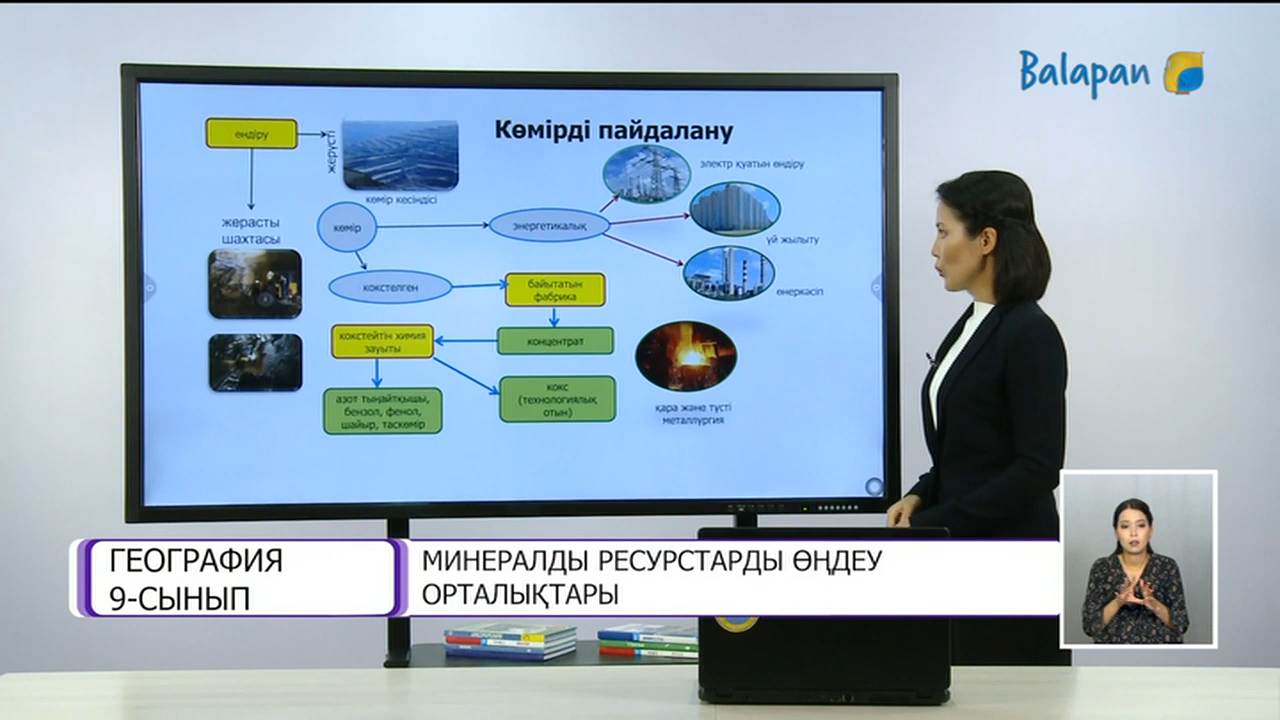 Balapan
Көмірді пайдалану
өндіру
жерүсті
көмір кесіндісі
жерасты
шахтасы
көмір
энергетикалық
электр қуатын өндіру
үй жылыту
өнеркәсіп
кокстелген
байытатын
фабрика
концентрат
кокстейтін химия
зауыты
азот тыңайтқышы,
бензол, фенол,
шайыр, таскөмір
кокс
(технологиялық
отын)
қара және түсті
металлургия
ГЕОГРАФИЯ
9-СЫНЫП
МИНЕРАЛДЫ РЕСУРСТАРДЫ ӨҢДЕУ
ОРТАЛЫҚТАРЫ